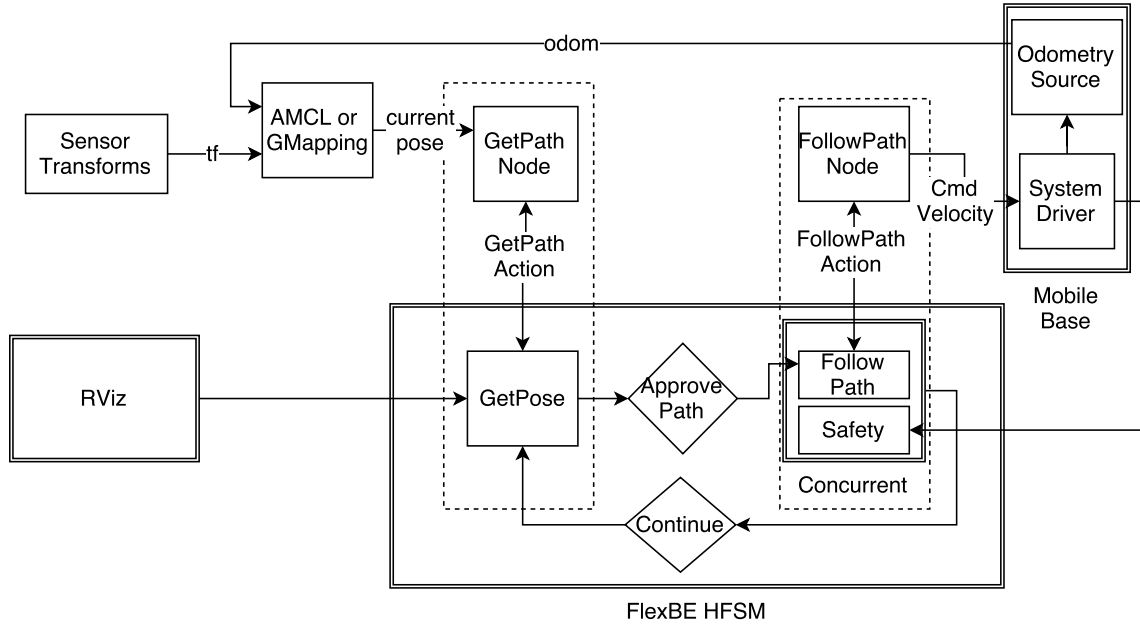 odom
Odometry
Source
Sensor
Transforms
tf
AMCL or
GMapping
current
pose
GetPath
Node
FollowPath
Node
Cmd
Velocity
System
Driver
GetPath
Action
FollowPath
Action
Mobile
Base
RViz
GetPose
Approve
Path
Follow
Path
Safety
Concurrent
Continue
FlexBE HFSM